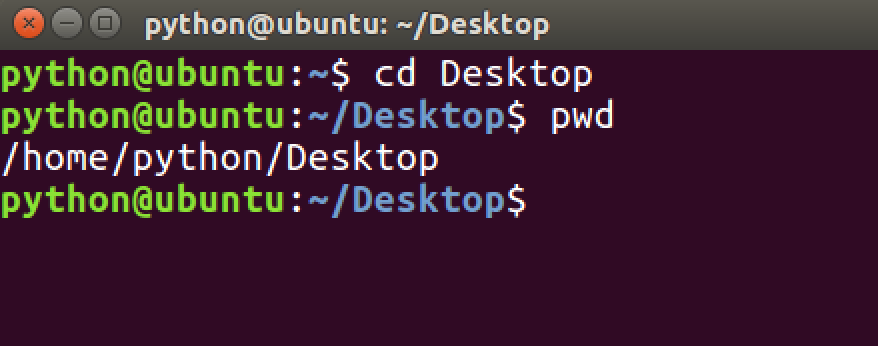 python@ubuntu: ~/Desktop
python@ubuntu:~$ cd Desktop
python@ubuntu:~/Desktop$ pwd
/home/python/Desktop
python@ubuntu:~/Desktop$